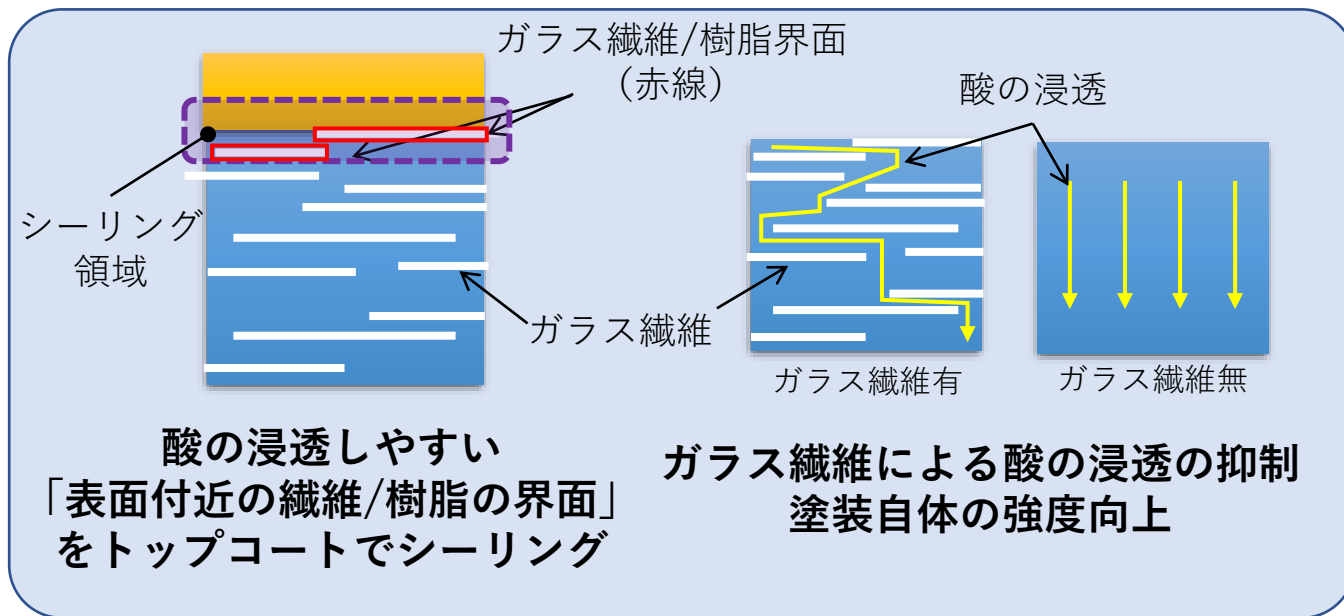 ガラス繊維/樹脂界面
(赤線)
シーリング
領域
ガラス繊維
酸の浸透しやすい
「表面付近の繊維/樹脂の界面」
をトップコートでシーリング
酸の浸透
ガラス繊維有
ガラス繊維無
ガラス繊維による酸の浸透の抑制
塗装自体の強度向上